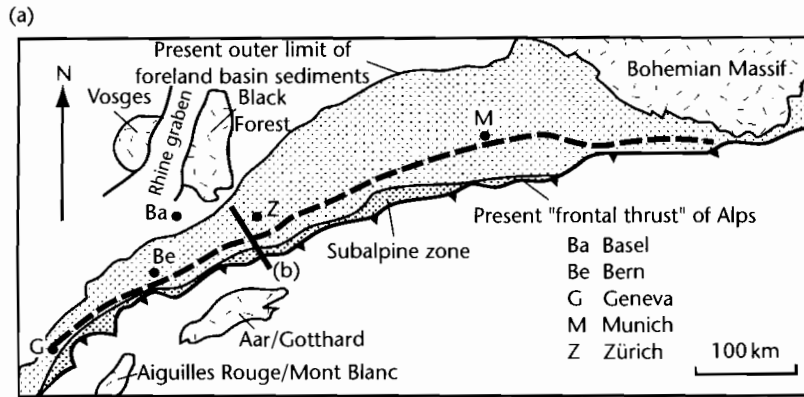 (a)
Present outer limit of
foreland basin sediments
Bohemian Massif
N
Vosges
Rhine graben
Black
Forest
M
Ba
Z
Present "frontal thrust" of Alps
Be
Subalpine zone
(b)
Ba Basel
Be Bern
G Geneva
M Munich
Z Zürich
G
Aar/Gotthard
Aiguilles Rouge/Mont Blanc
100 km